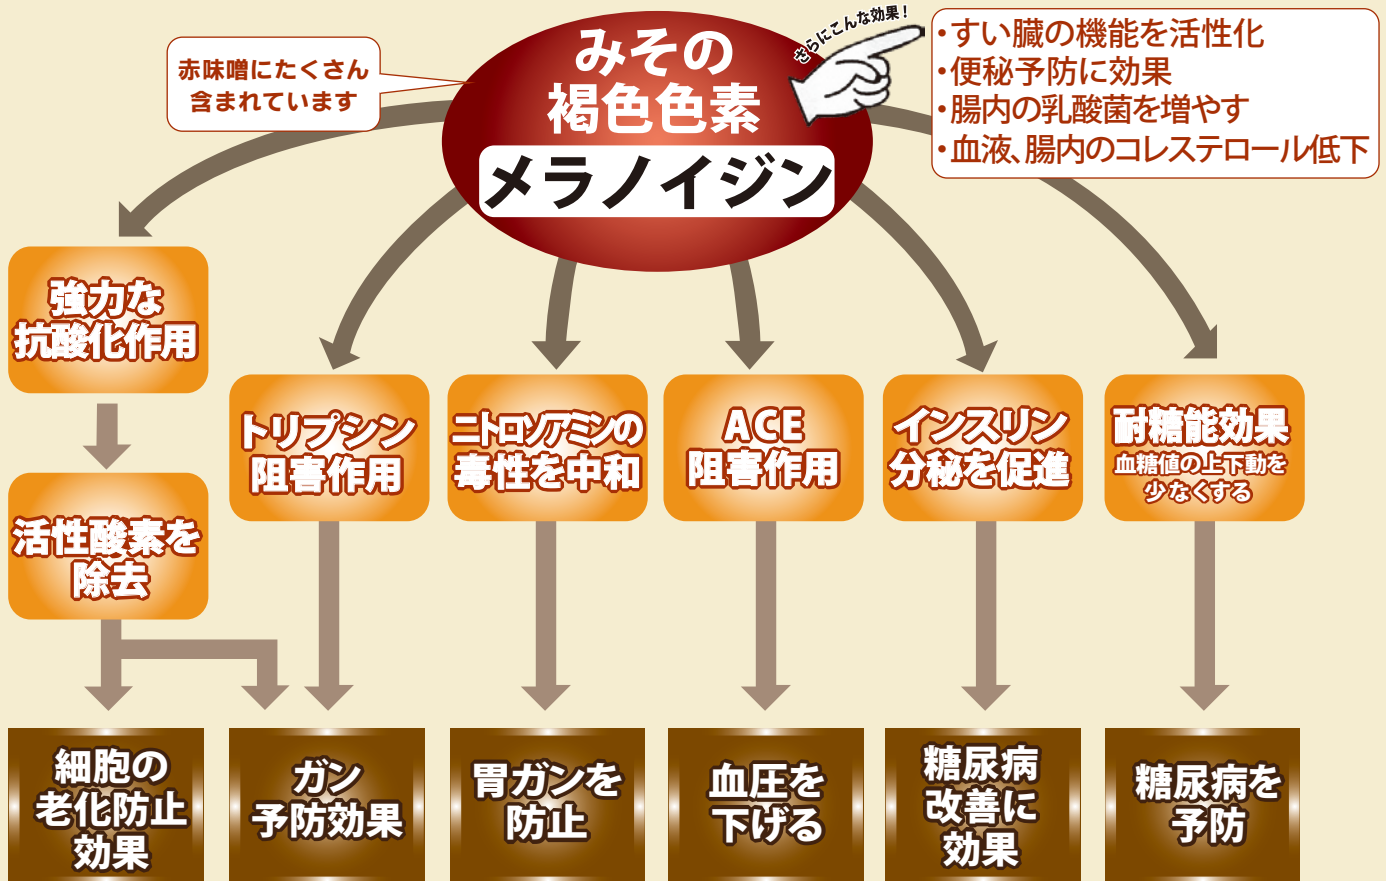 赤味噌にたくさん
含まれています
みその
褐色色素
メラノイジン
さらにこんな効果!
・すい臓の機能を活性化
・便秘予防に効果
・腸内の乳酸菌を増やす
・血液、腸内のコレステロール低下
強力な
抗酸化作用
活性酸素を
除去
トリプシン
阻害作用
ニトロソアミンの
毒性を中和
ACE
阻害作用
インスリン
分秘を促進
耐糖能効果
血糖値の上下動を
少なくする
細胞の
老化防止
効果
ガン
予防効果
胃ガンを
防止
血圧を
下げる
糖尿病
改善に
効果
糖尿病を
予防